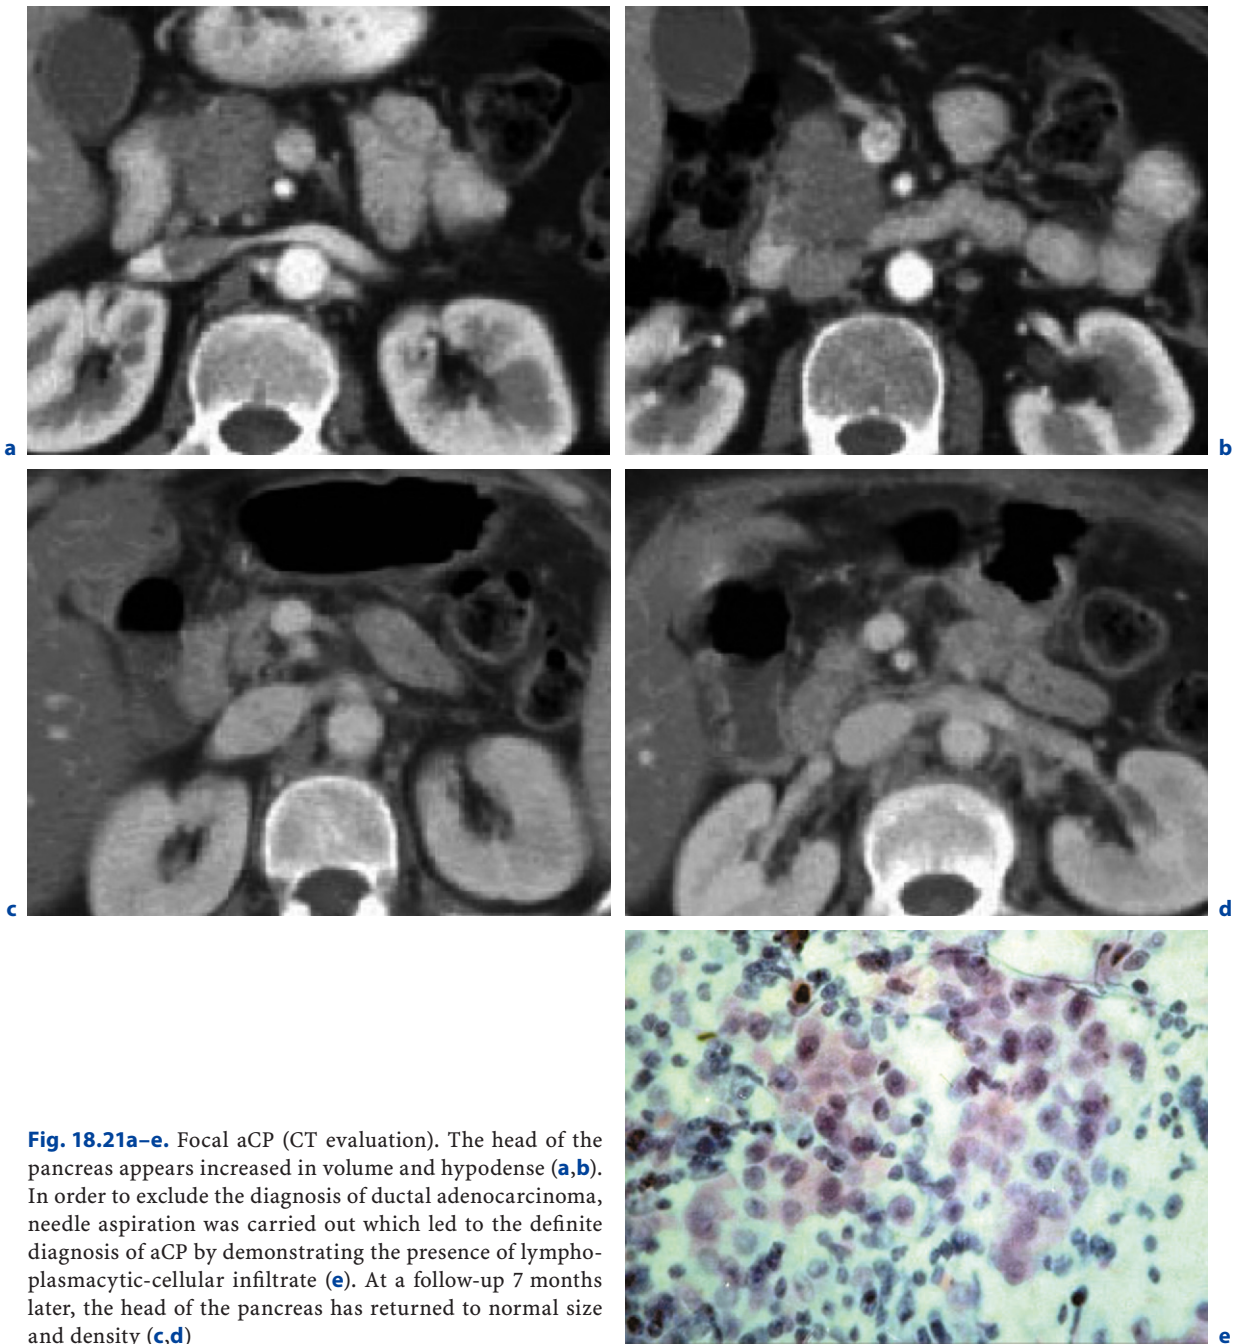 a
b
c
d
Fig. 18.21a–e. Focal aCP (CT evaluation). The head of the
pancreas appears increased in volume and hypodense (a,b).
In order to exclude the diagnosis of ductal adenocarcinoma,
needle aspiration was carried out which led to the definite
diagnosis of aCP by demonstrating the presence of lympho-
plasmacytic-cellular infiltrate (e). At a follow-up 7 months
later, the head of the pancreas has returned to normal size
and density (c,d)
e